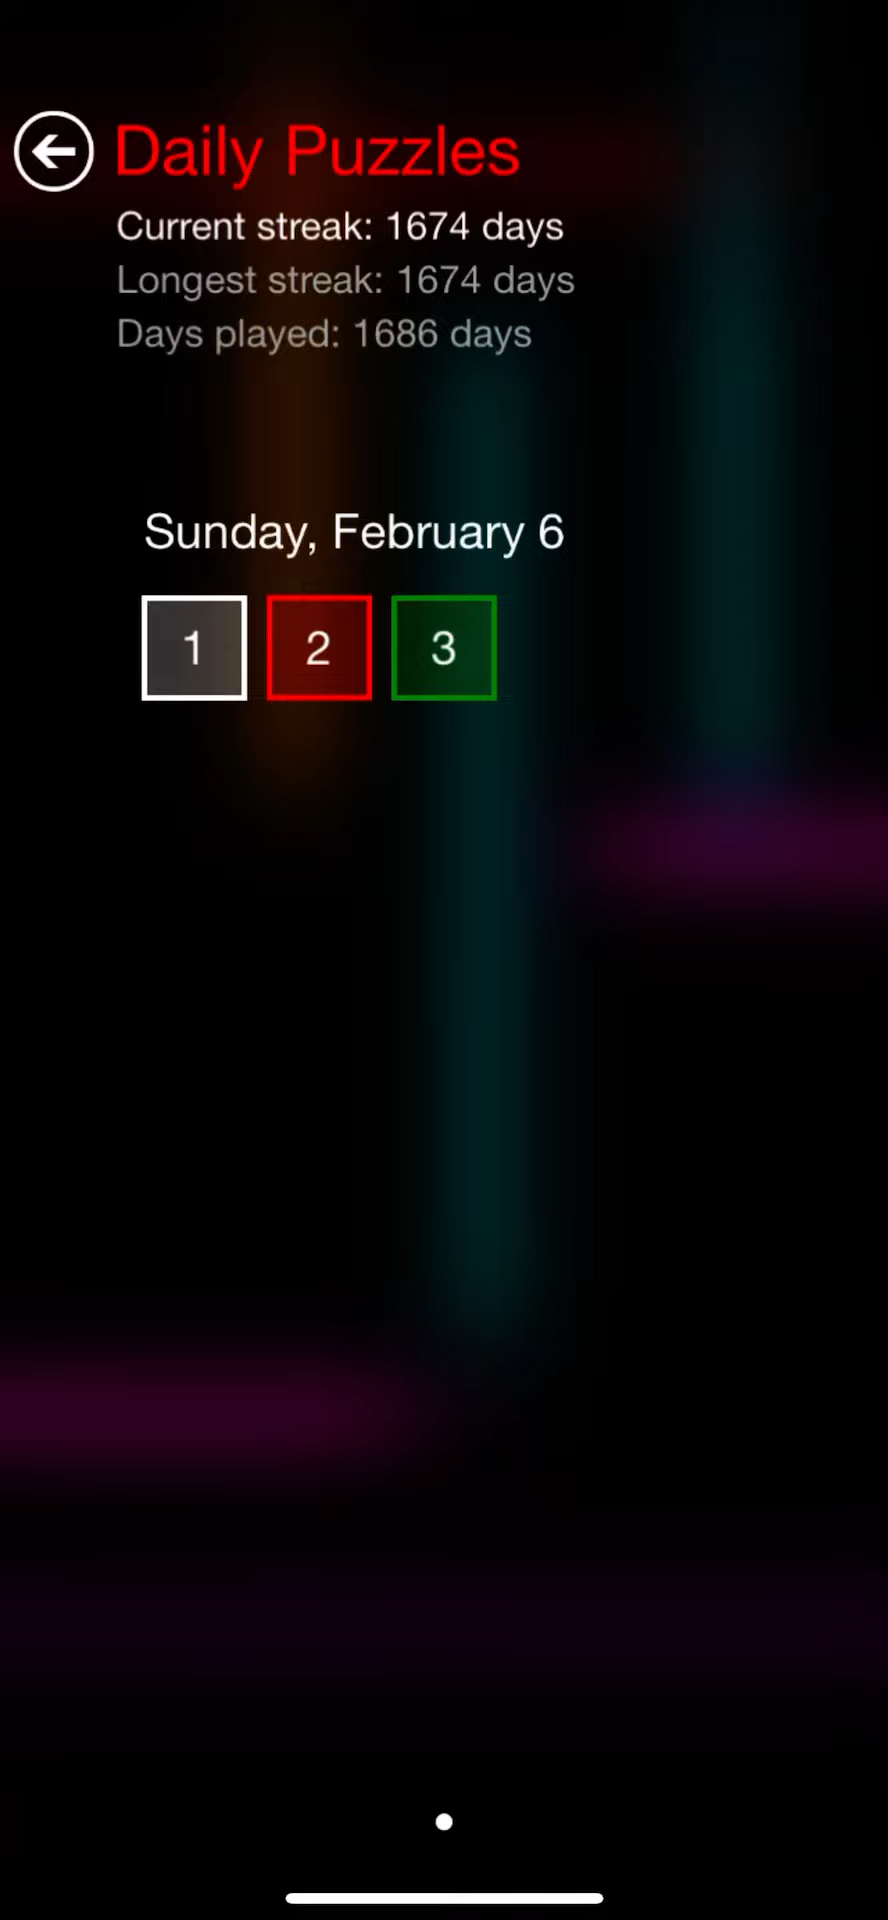 Daily Puzzles
Current streak: 1674 days
Longest streak: 1674 days
Days played: 1686 days
Sunday, February 6
1 2 3